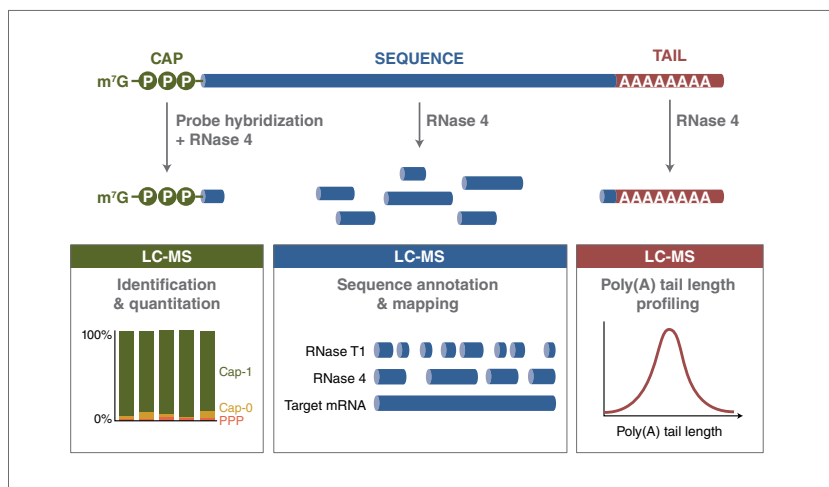 CAP
SEQUENCE
TAIL
m⁷G
P P P
AAAAAAAA
Probe hybridization
+ RNase 4
RNase 4
RNase 4
m⁷G
P P P
AAAAAAAA
LC-MS
Identification
& quantitation
100%
0%
Cap-1
Cap-0
PPP
LC-MS
Sequence annotation
& mapping
RNase T1
RNase 4
Target mRNA
LC-MS
Poly(A) tail length
profiling
Poly(A) tail length